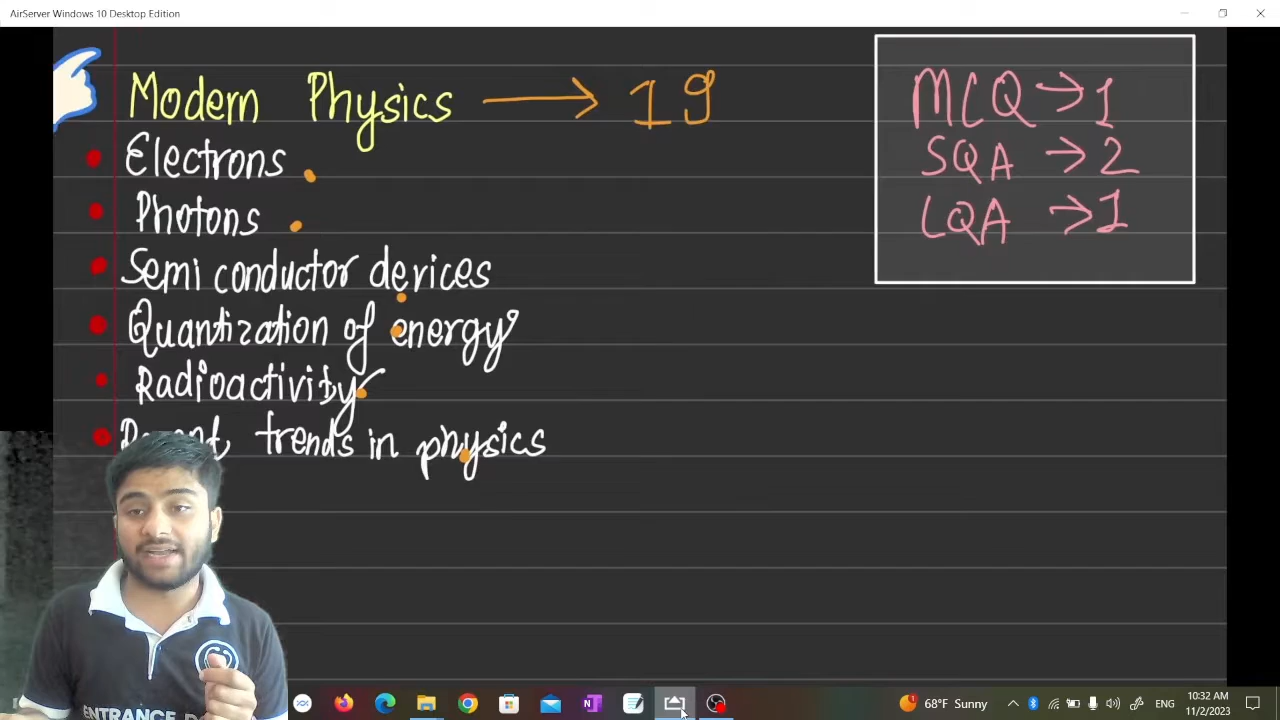 AirServer Windows 10 Desktop Edition
Modern Physics → 19
Electrons
Photons
Semi conductor devices
Quantization of energy
Radioactivity
trends in physics
MCQ → 1
SQA → 2
LQA → 1
68°F Sunny
ENG
10:32 AM
11/2/2023